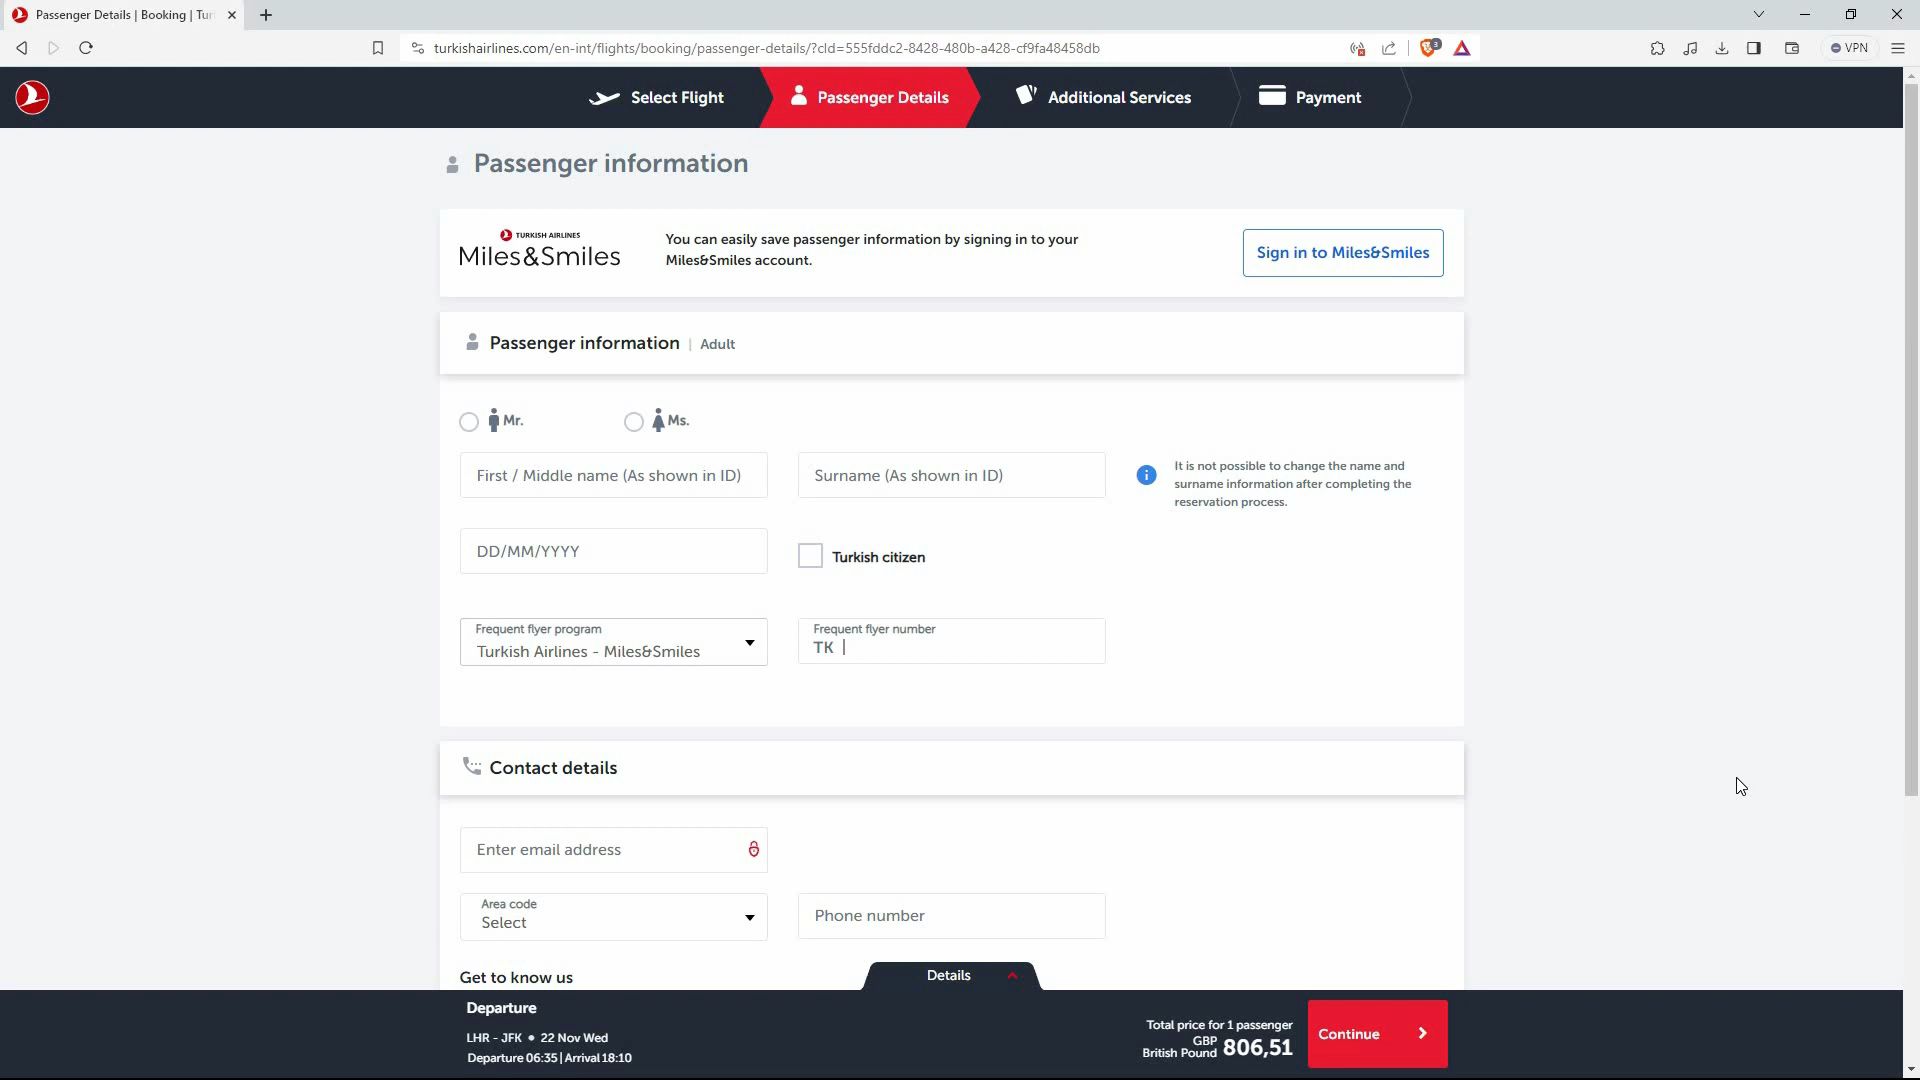 Passenger Details | Booking | Tur
turkishairlines.com/en-int/flights/booking/passenger-details/?cId=555fddc2-8428-480b-a428-cf9fa48458db
3
VPN
Select Flight
Passenger Details
Additional Services
Payment
Passenger information
TURKISH AIRLINES
Miles&Smiles
You can easily save passenger information by signing in to your
Miles&Smiles account.
Sign in to Miles&Smiles
Passenger information | Adult
Mr.
Ms.
First / Middle name (As shown in ID)
Surname (As shown in ID)
It is not possible to change the name and
surname information after completing the
reservation process.
DD/MM/YYYY
Turkish citizen
Frequent flyer program
Turkish Airlines - Miles&Smiles
Frequent flyer number
TK
Contact details
Enter email address
Area code
Select
Phone number
Get to know us
Details
Departure
LHR - JFK • 22 Nov Wed
Departure 06:35 | Arrival 18:10
Total price for 1 passenger
GBP
British Pound 806,51
Continue